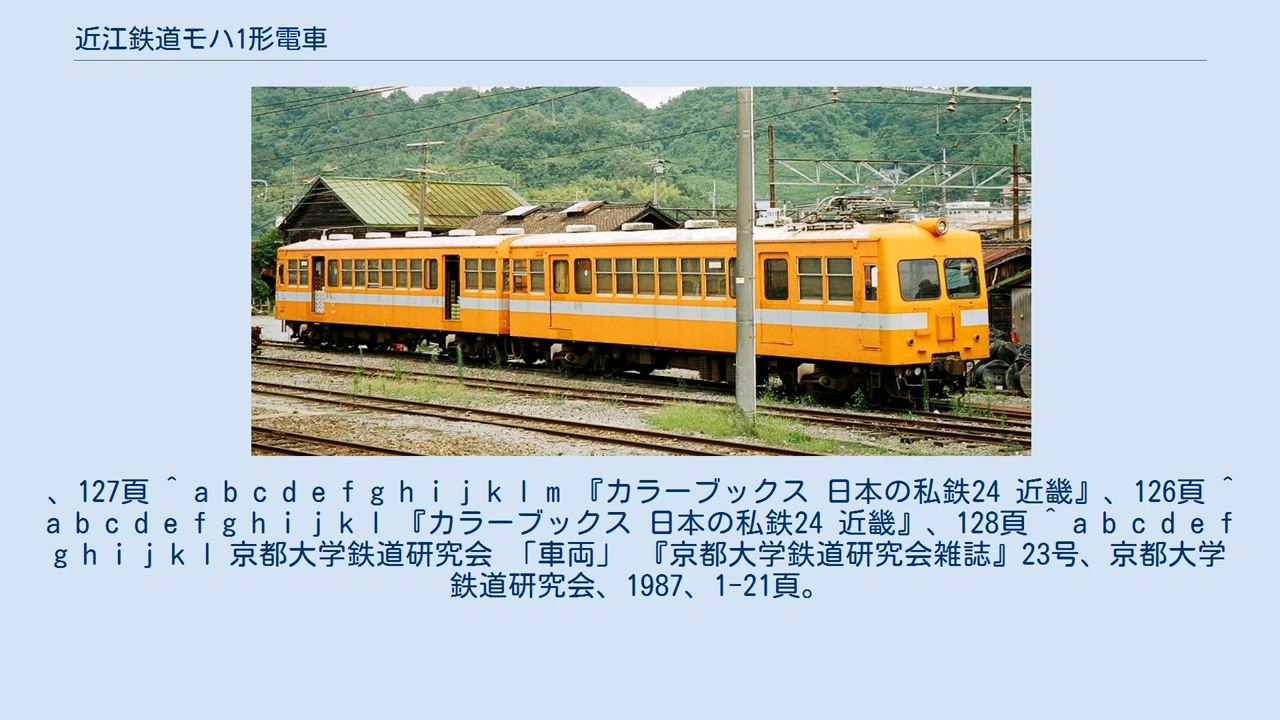 近江鉄道モハ1形電車
、127頁 ^ a b c d e f g h i j k l m 『カラーブックス 日本の私鉄24 近畿』、126頁 ^
a b c d e f g h i j k l 『カラーブックス 日本の私鉄24 近畿』、128頁 ^ a b c d e f
g h i j k l 京都大学鉄道研究会 「車両」 『京都大学鉄道研究会雑誌』23号、京都大学
鉄道研究会、1987、1-21頁。